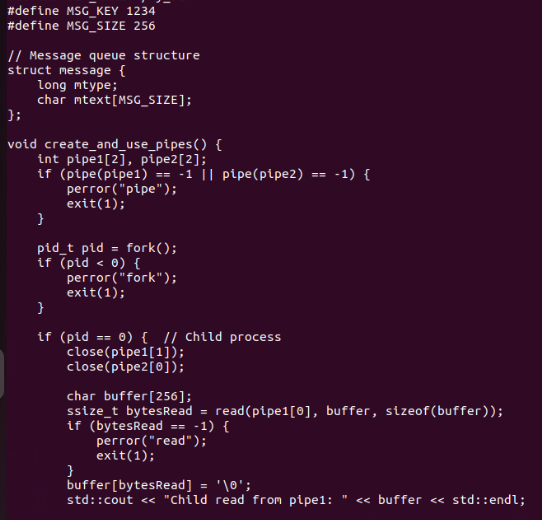 #define MSG_KEY 1234
#define MSG_SIZE 256

// Message queue structure
struct message {
    long mtype;
    char mtext[MSG_SIZE];
};

void create_and_use_pipes() {
    int pipe1[2], pipe2[2];
    if (pipe(pipe1) == -1 || pipe(pipe2) == -1) {
        perror("pipe");
        exit(1);
    }

    pid_t pid = fork();
    if (pid < 0) {
        perror("fork");
        exit(1);
    }

    if (pid == 0) {  // Child process
        close(pipe1[1]);
        close(pipe2[0]);

        char buffer[256];
        ssize_t bytesRead = read(pipe1[0], buffer, sizeof(buffer));
        if (bytesRead == -1) {
            perror("read");
            exit(1);
        }
        buffer[bytesRead] = '\0';
        std::cout << "Child read from pipe1: " << buffer << std::endl;